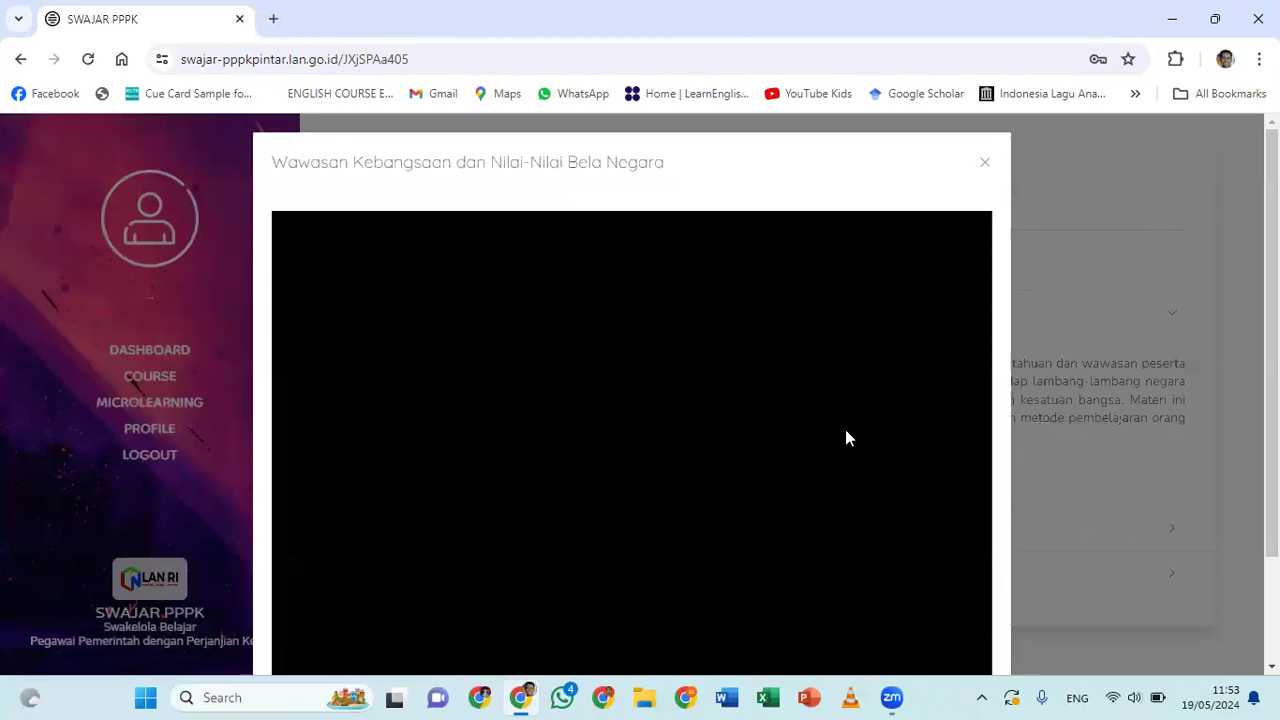 SWAJAR PPPK
swajar-pppkpintar.lan.go.id/JXjSPAa405
Facebook
Cue Card Sample fo...
ENGLISH COURSE E...
Gmail
Maps
WhatsApp
Home | LearnEnglis...
YouTube Kids
Google Scholar
Indonesia Lagu Ana...
All Bookmarks
Wawasan Kebangsaan dan Nilai-Nilai Bela Negara
DASHBOARD
COURSE
MICROLEARNING
PROFILE
LOGOUT
LAN RI
SWAJAR PPPK
Swakelola Belajar
Pegawai Pemerintah dengan Perjanjian Ke
tahuan dan wawasan peserta
dap lambang-lambang negara
n kesatuan bangsa. Materi ini
n metode pembelajaran orang
Search
4
zm
ENG
11:53
19/05/2024